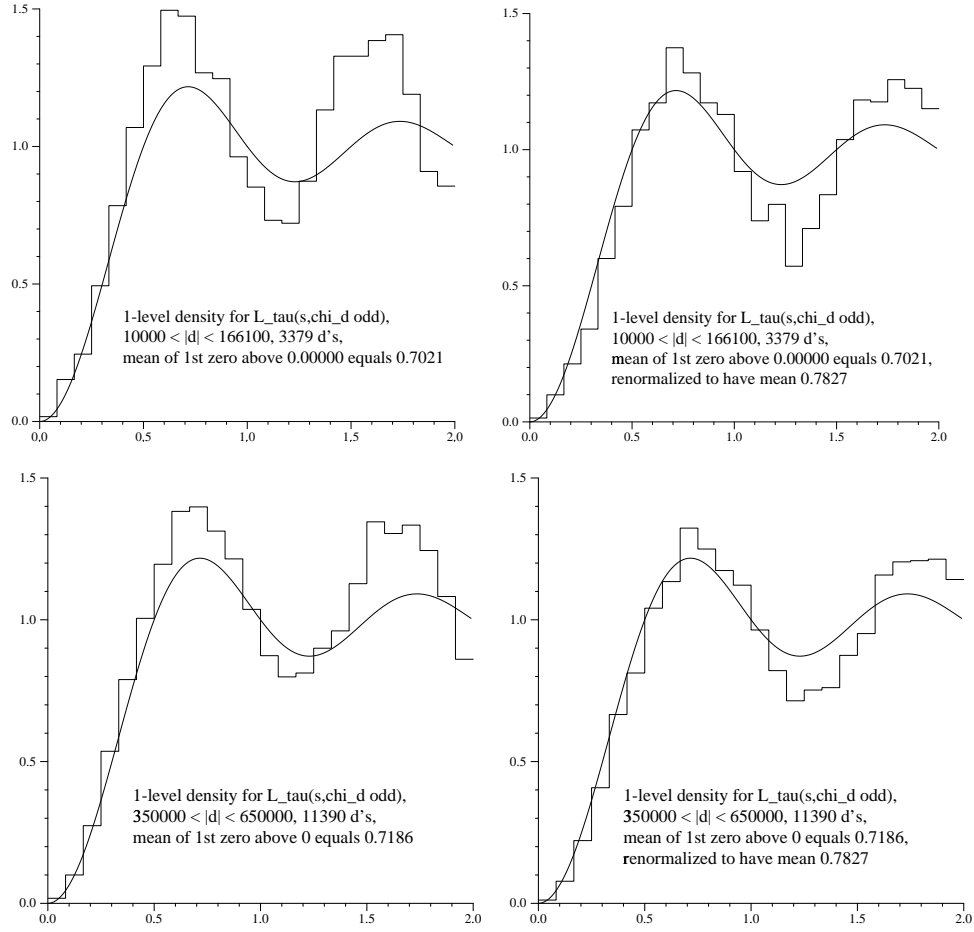 1.5
1.0
0.5
0.0
0.0 0.5 1.0 1.5 2.0
1-level density for L_tau(s,chi_d odd),
10000 < |d| < 166100, 3379 d's,
mean of 1st zero above 0.00000 equals 0.7021
1.5
1.0
0.5
0.0
0.0 0.5 1.0 1.5 2.0
1-level density for L_tau(s,chi_d odd),
10000 < |d| < 166100, 3379 d's,
mean of 1st zero above 0.00000 equals 0.7021,
renormalized to have mean 0.7827
1.5
1.0
0.5
0.0
0.0 0.5 1.0 1.5 2.0
1-level density for L_tau(s,chi_d odd),
350000 < |d| < 650000, 11390 d's,
mean of 1st zero above 0 equals 0.7186
1.5
1.0
0.5
0.0
0.0 0.5 1.0 1.5 2.0
1-level density for L_tau(s,chi_d odd),
350000 < |d| < 650000, 11390 d's,
mean of 1st zero above 0 equals 0.7186,
renormalized to have mean 0.7827